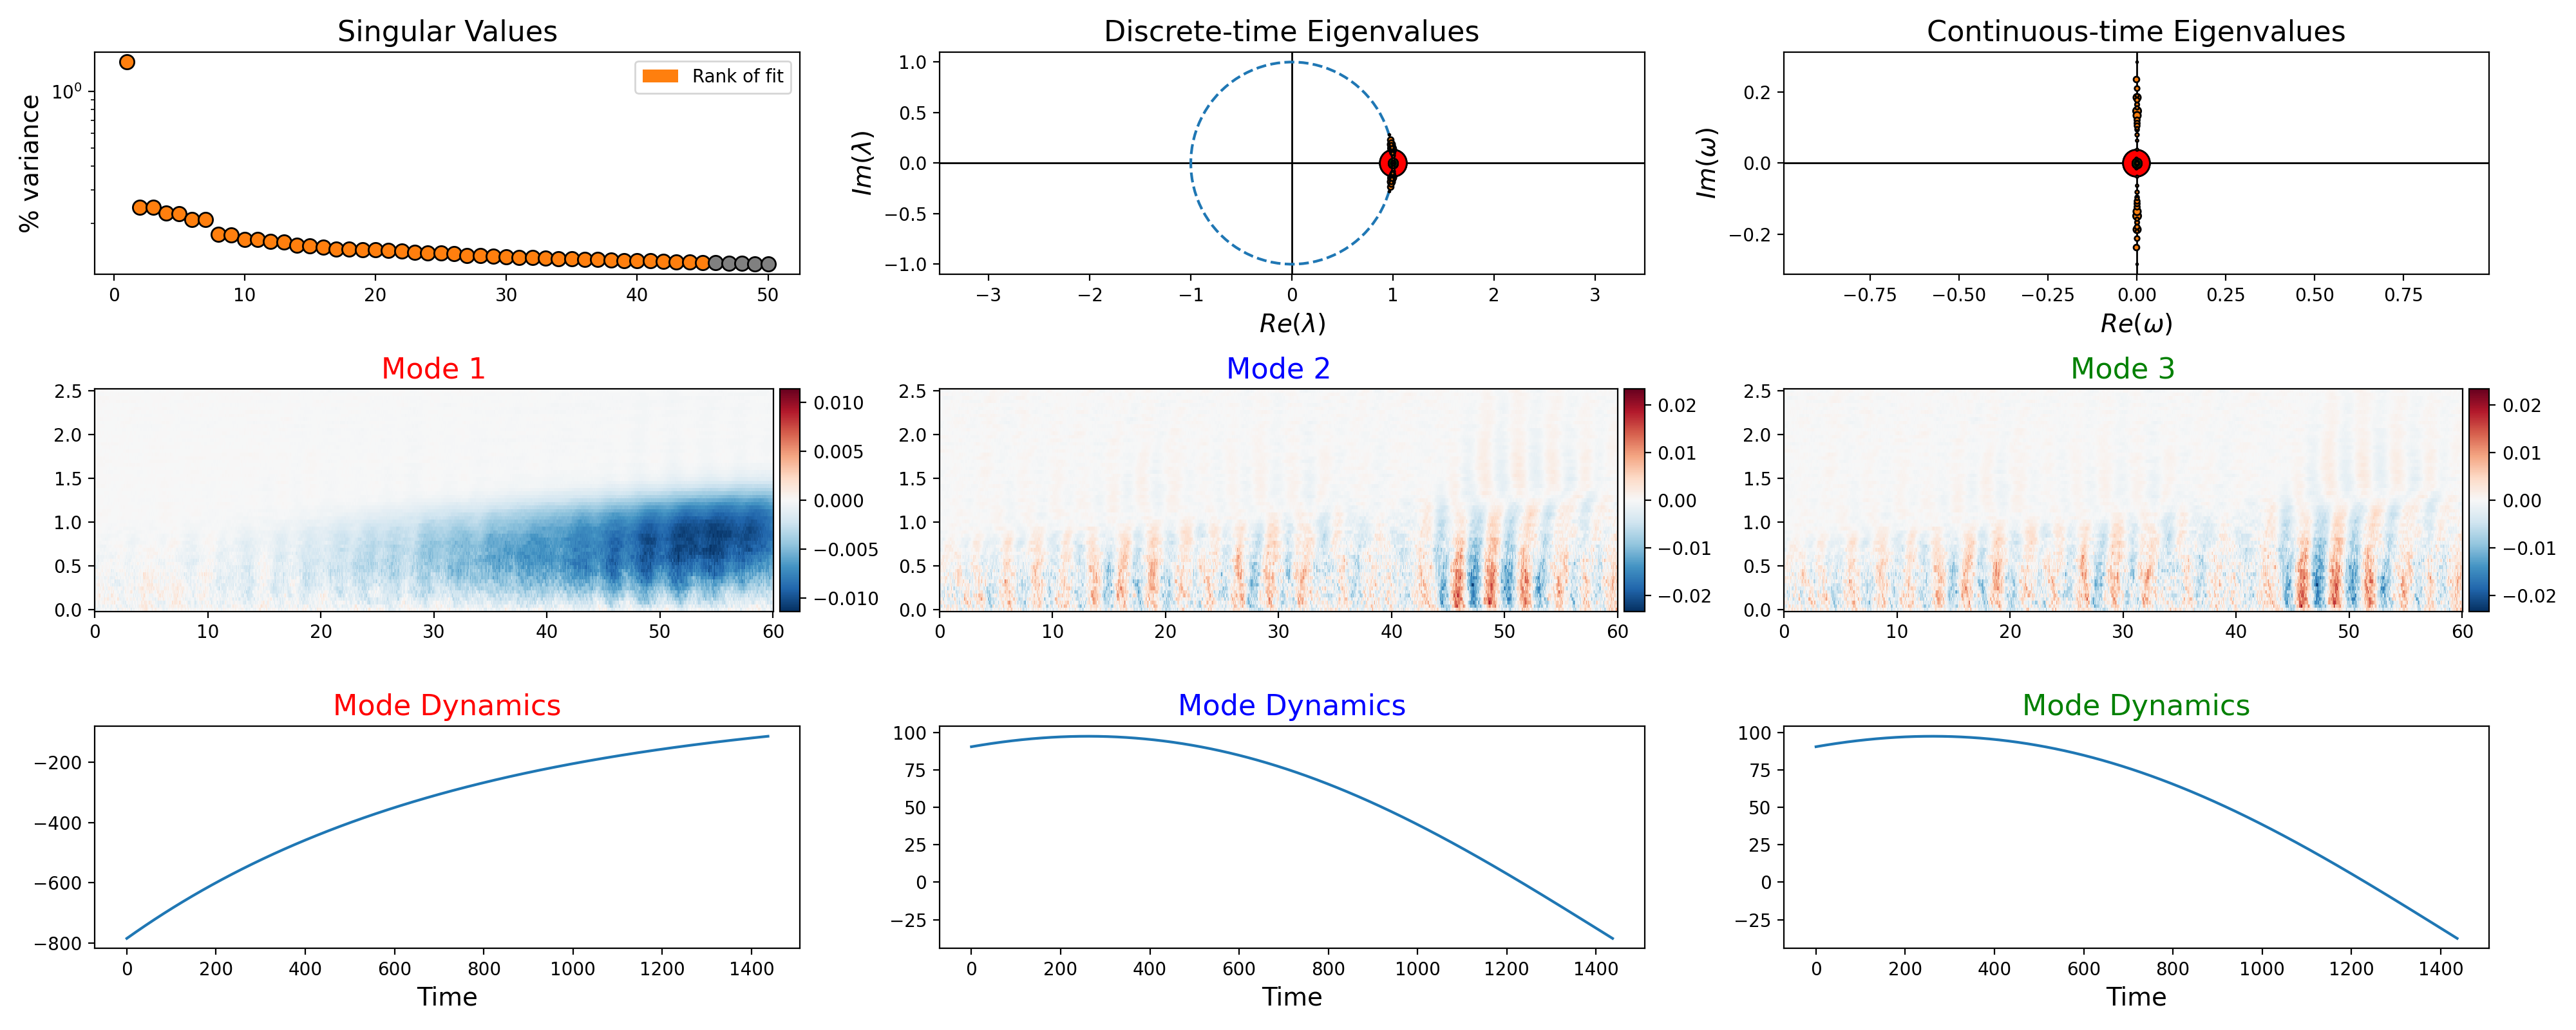 Singular Values
% variance
10⁰
Rank of fit
0 10 20 30 40 50
Discrete-time Eigenvalues
Im(λ)
1.0
0.5
0.0
−0.5
−1.0
−3 −2 −1 0 1 2 3
Re(λ)
Continuous-time Eigenvalues
Im(ω)
0.2
0.0
−0.2
−0.75 −0.50 −0.25 0.00 0.25 0.50 0.75
Re(ω)
Mode 1
2.5
2.0
1.5
1.0
0.5
0.0
0 10 20 30 40 50 60
0.010
0.005
0.000
−0.005
−0.010
Mode 2
2.5
2.0
1.5
1.0
0.5
0.0
0 10 20 30 40 50 60
0.02
0.01
0.00
−0.01
−0.02
Mode 3
2.5
2.0
1.5
1.0
0.5
0.0
0 10 20 30 40 50 60
0.02
0.01
0.00
−0.01
−0.02
Mode Dynamics
−200
−400
−600
−800
0 200 400 600 800 1000 1200 1400
Time
Mode Dynamics
100
75
50
25
0
−25
0 200 400 600 800 1000 1200 1400
Time
Mode Dynamics
100
75
50
25
0
−25
0 200 400 600 800 1000 1200 1400
Time